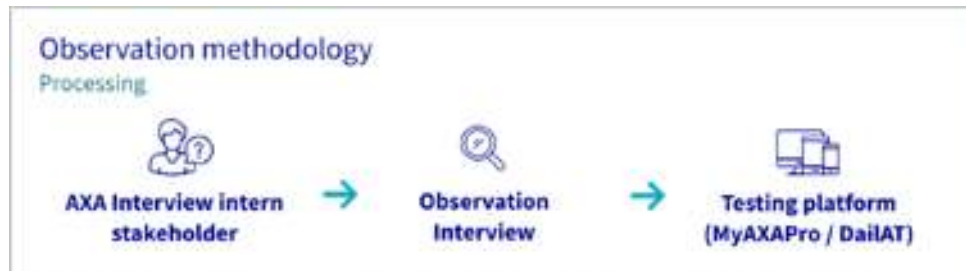 Observation methodology
Processing
AXA Interview intern
stakeholder
Observation
Interview
Testing platform
(MyAXAPro / DailAT)